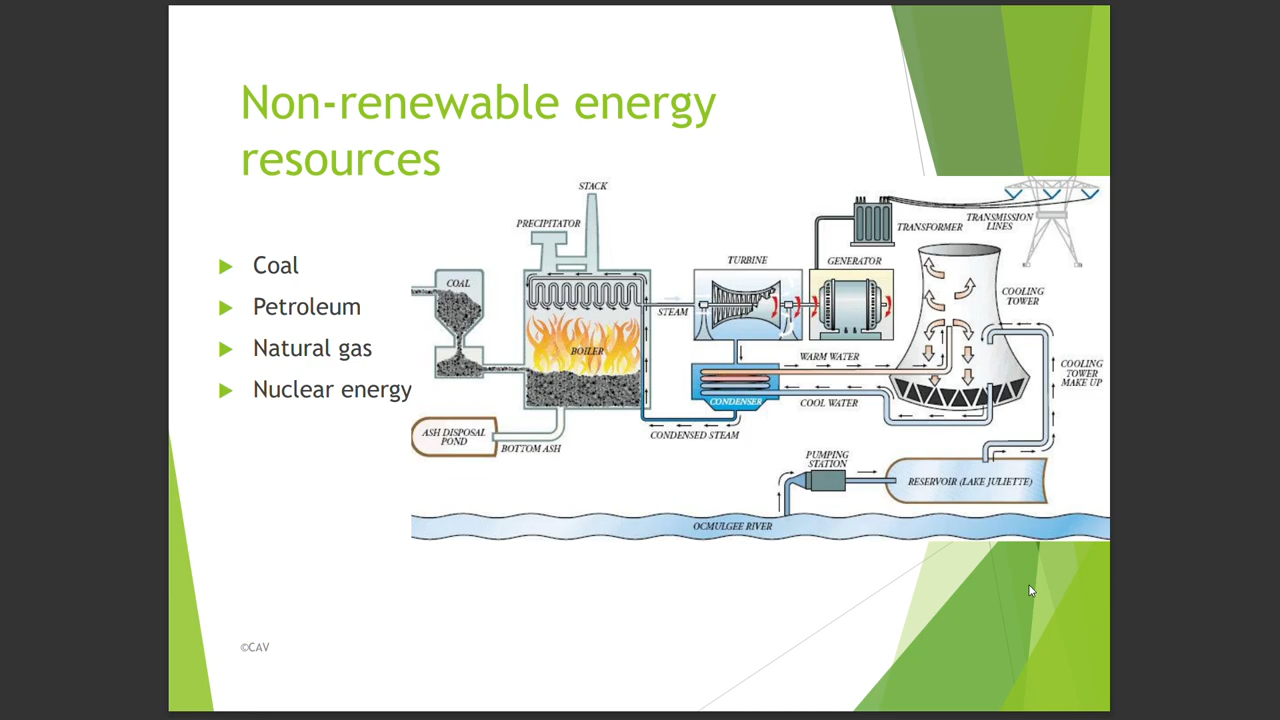 Non-renewable energy
resources
Coal
Petroleum
Natural gas
Nuclear energy
STACK
PRECIPITATOR
COAL
BOILER
ASH DISPOSAL
POND
BOTTOM ASH
STEAM
TURBINE
GENERATOR
TRANSFORMER
TRANSMISSION
LINES
COOLING
TOWER
WARM WATER
COOL WATER
CONDENSER
CONDENSED STEAM
COOLING
TOWER
MAKE UP
PUMPING
STATION
RESERVOIR (LAKE JULIETTE)
OCMULGEE RIVER
©CAV